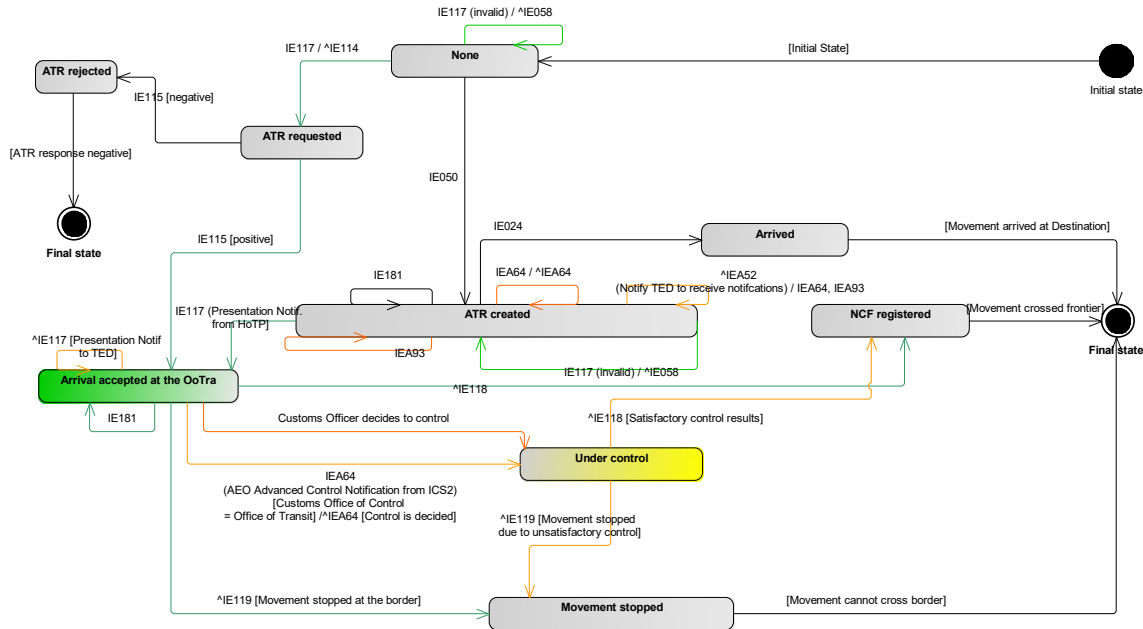 IE117 (invalid) / ^IE058
IE117 / ^IE114
None
[Initial State]
Initial state
ATR rejected
IE115 [negative]
ATR requested
[ATR response negative]
IE050
Final state
IE115 [positive]
IE024
Arrived
[Movement arrived at Destination]
IE181
IEA64 / ^IEA64
^IEA52
(Notify TED to receive notifcations) / IEA64, IEA93
IE117 (Presentation Notif.
from HoTP]
ATR created
NCF registered
[Movement crossed frontier]
^IE117 [Presentation Notif
to TED]
IEA93
Final state
IE117 (invalid) / ^IE058
Arrival accepted at the OoTra
^IE118
IE181
Customs Officer decides to control
^IE118 [Satisfactory control results]
Under control
IEA64
(AEO Advanced Control Notification from ICS2)
[Customs Office of Control
= Office of Transit] /^IEA64 [Control is decided]
^IE119 [Movement stopped
due to unsatisfactory control]
^IE119 [Movement stopped at the border]
Movement stopped
[Movement cannot cross border]